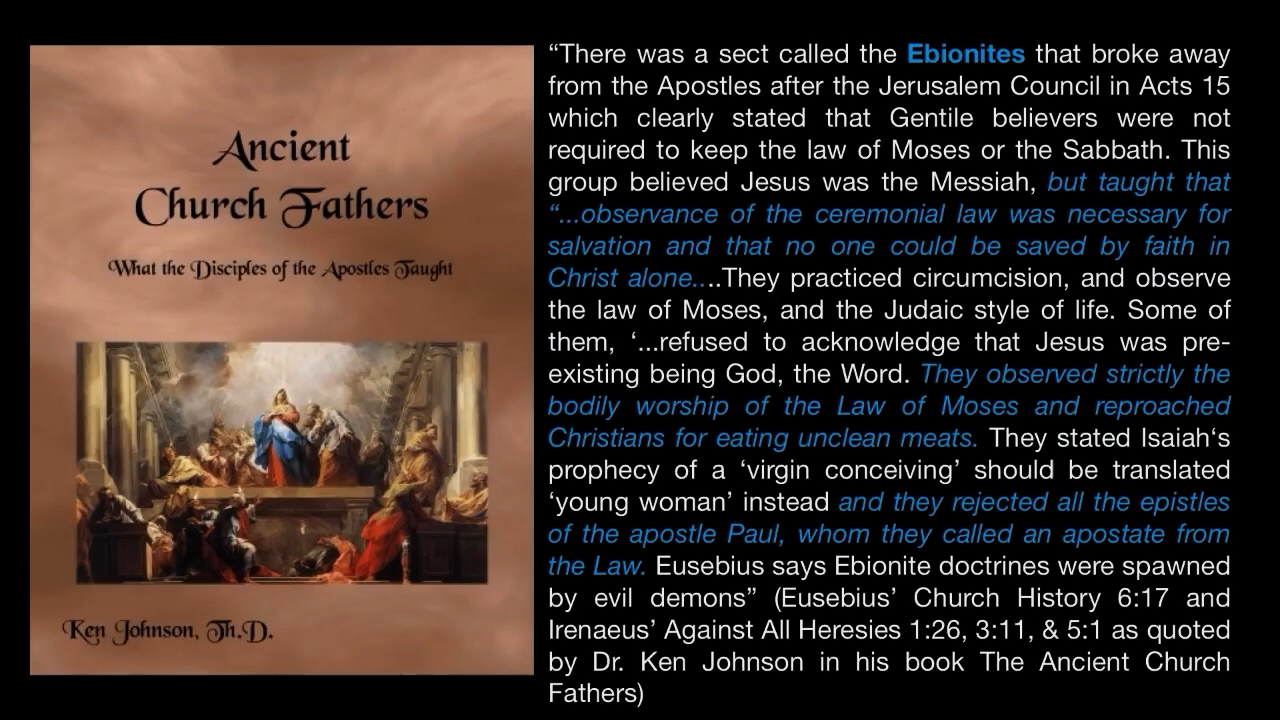 Ancient
Church Fathers
What the Disciples of the Apostles Taught
Ken Johnson, Th.D.
“There was a sect called the Ebionites that broke away
from the Apostles after the Jerusalem Council in Acts 15
which clearly stated that Gentile believers were not
required to keep the law of Moses or the Sabbath. This
group believed Jesus was the Messiah, but taught that
“...observance of the ceremonial law was necessary for
salvation and that no one could be saved by faith in
Christ alone....They practiced circumcision, and observe
the law of Moses, and the Judaic style of life. Some of
them, ‘...refused to acknowledge that Jesus was pre-
existing being God, the Word. They observed strictly the
bodily worship of the Law of Moses and reproached
Christians for eating unclean meats. They stated Isaiah‘s
prophecy of a ‘virgin conceiving’ should be translated
‘young woman’ instead and they rejected all the epistles
of the apostle Paul, whom they called an apostate from
the Law. Eusebius says Ebionite doctrines were spawned
by evil demons” (Eusebius’ Church History 6:17 and
Irenaeus’ Against All Heresies 1:26, 3:11, & 5:1 as quoted
by Dr. Ken Johnson in his book The Ancient Church
Fathers)